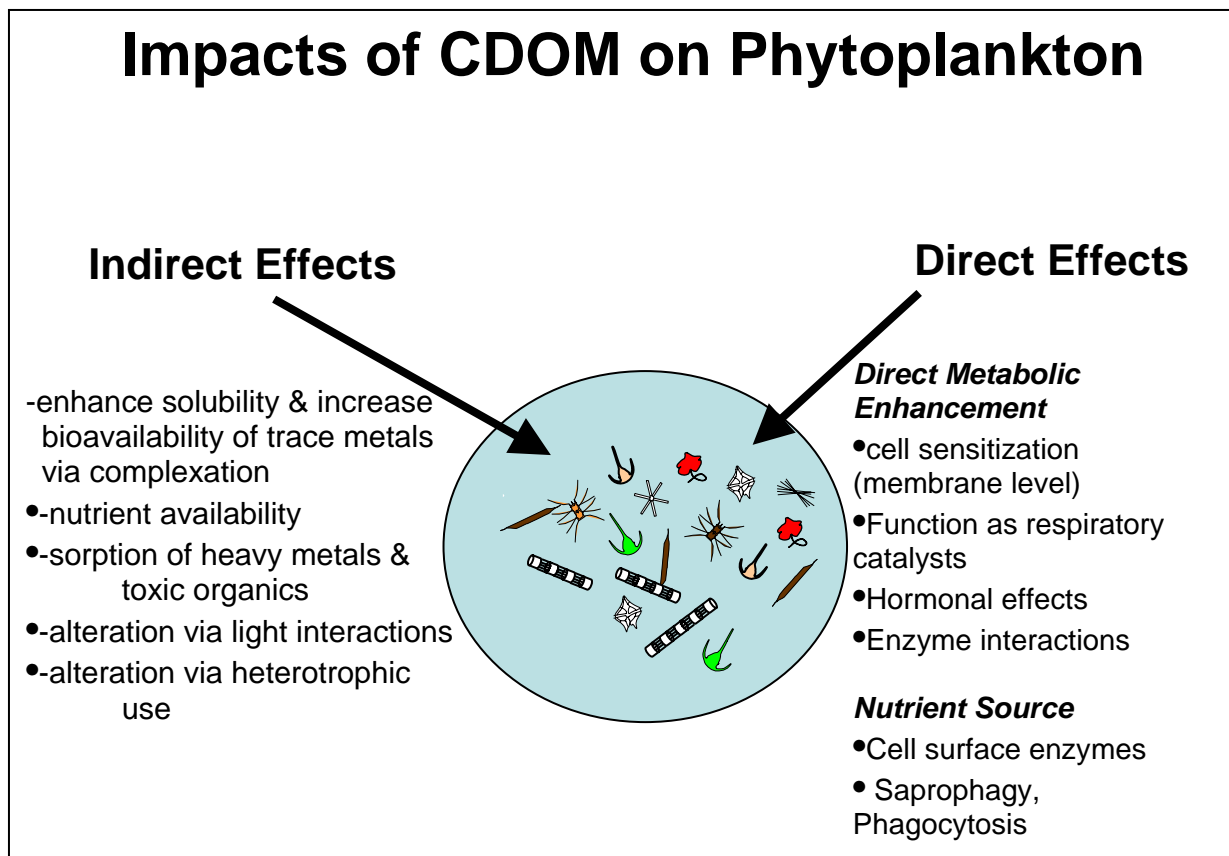 Impacts of CDOM on Phytoplankton
Indirect Effects
-enhance solubility & increase
bioavailability of trace metals
via complexation
•-nutrient availability
•-sorption of heavy metals &
toxic organics
•-alteration via light interactions
•-alteration via heterotrophic
use
Direct Effects
Direct Metabolic
Enhancement
•cell sensitization
(membrane level)
•Function as respiratory
catalysts
•Hormonal effects
•Enzyme interactions
Nutrient Source
•Cell surface enzymes
• Saprophagy,
Phagocytosis